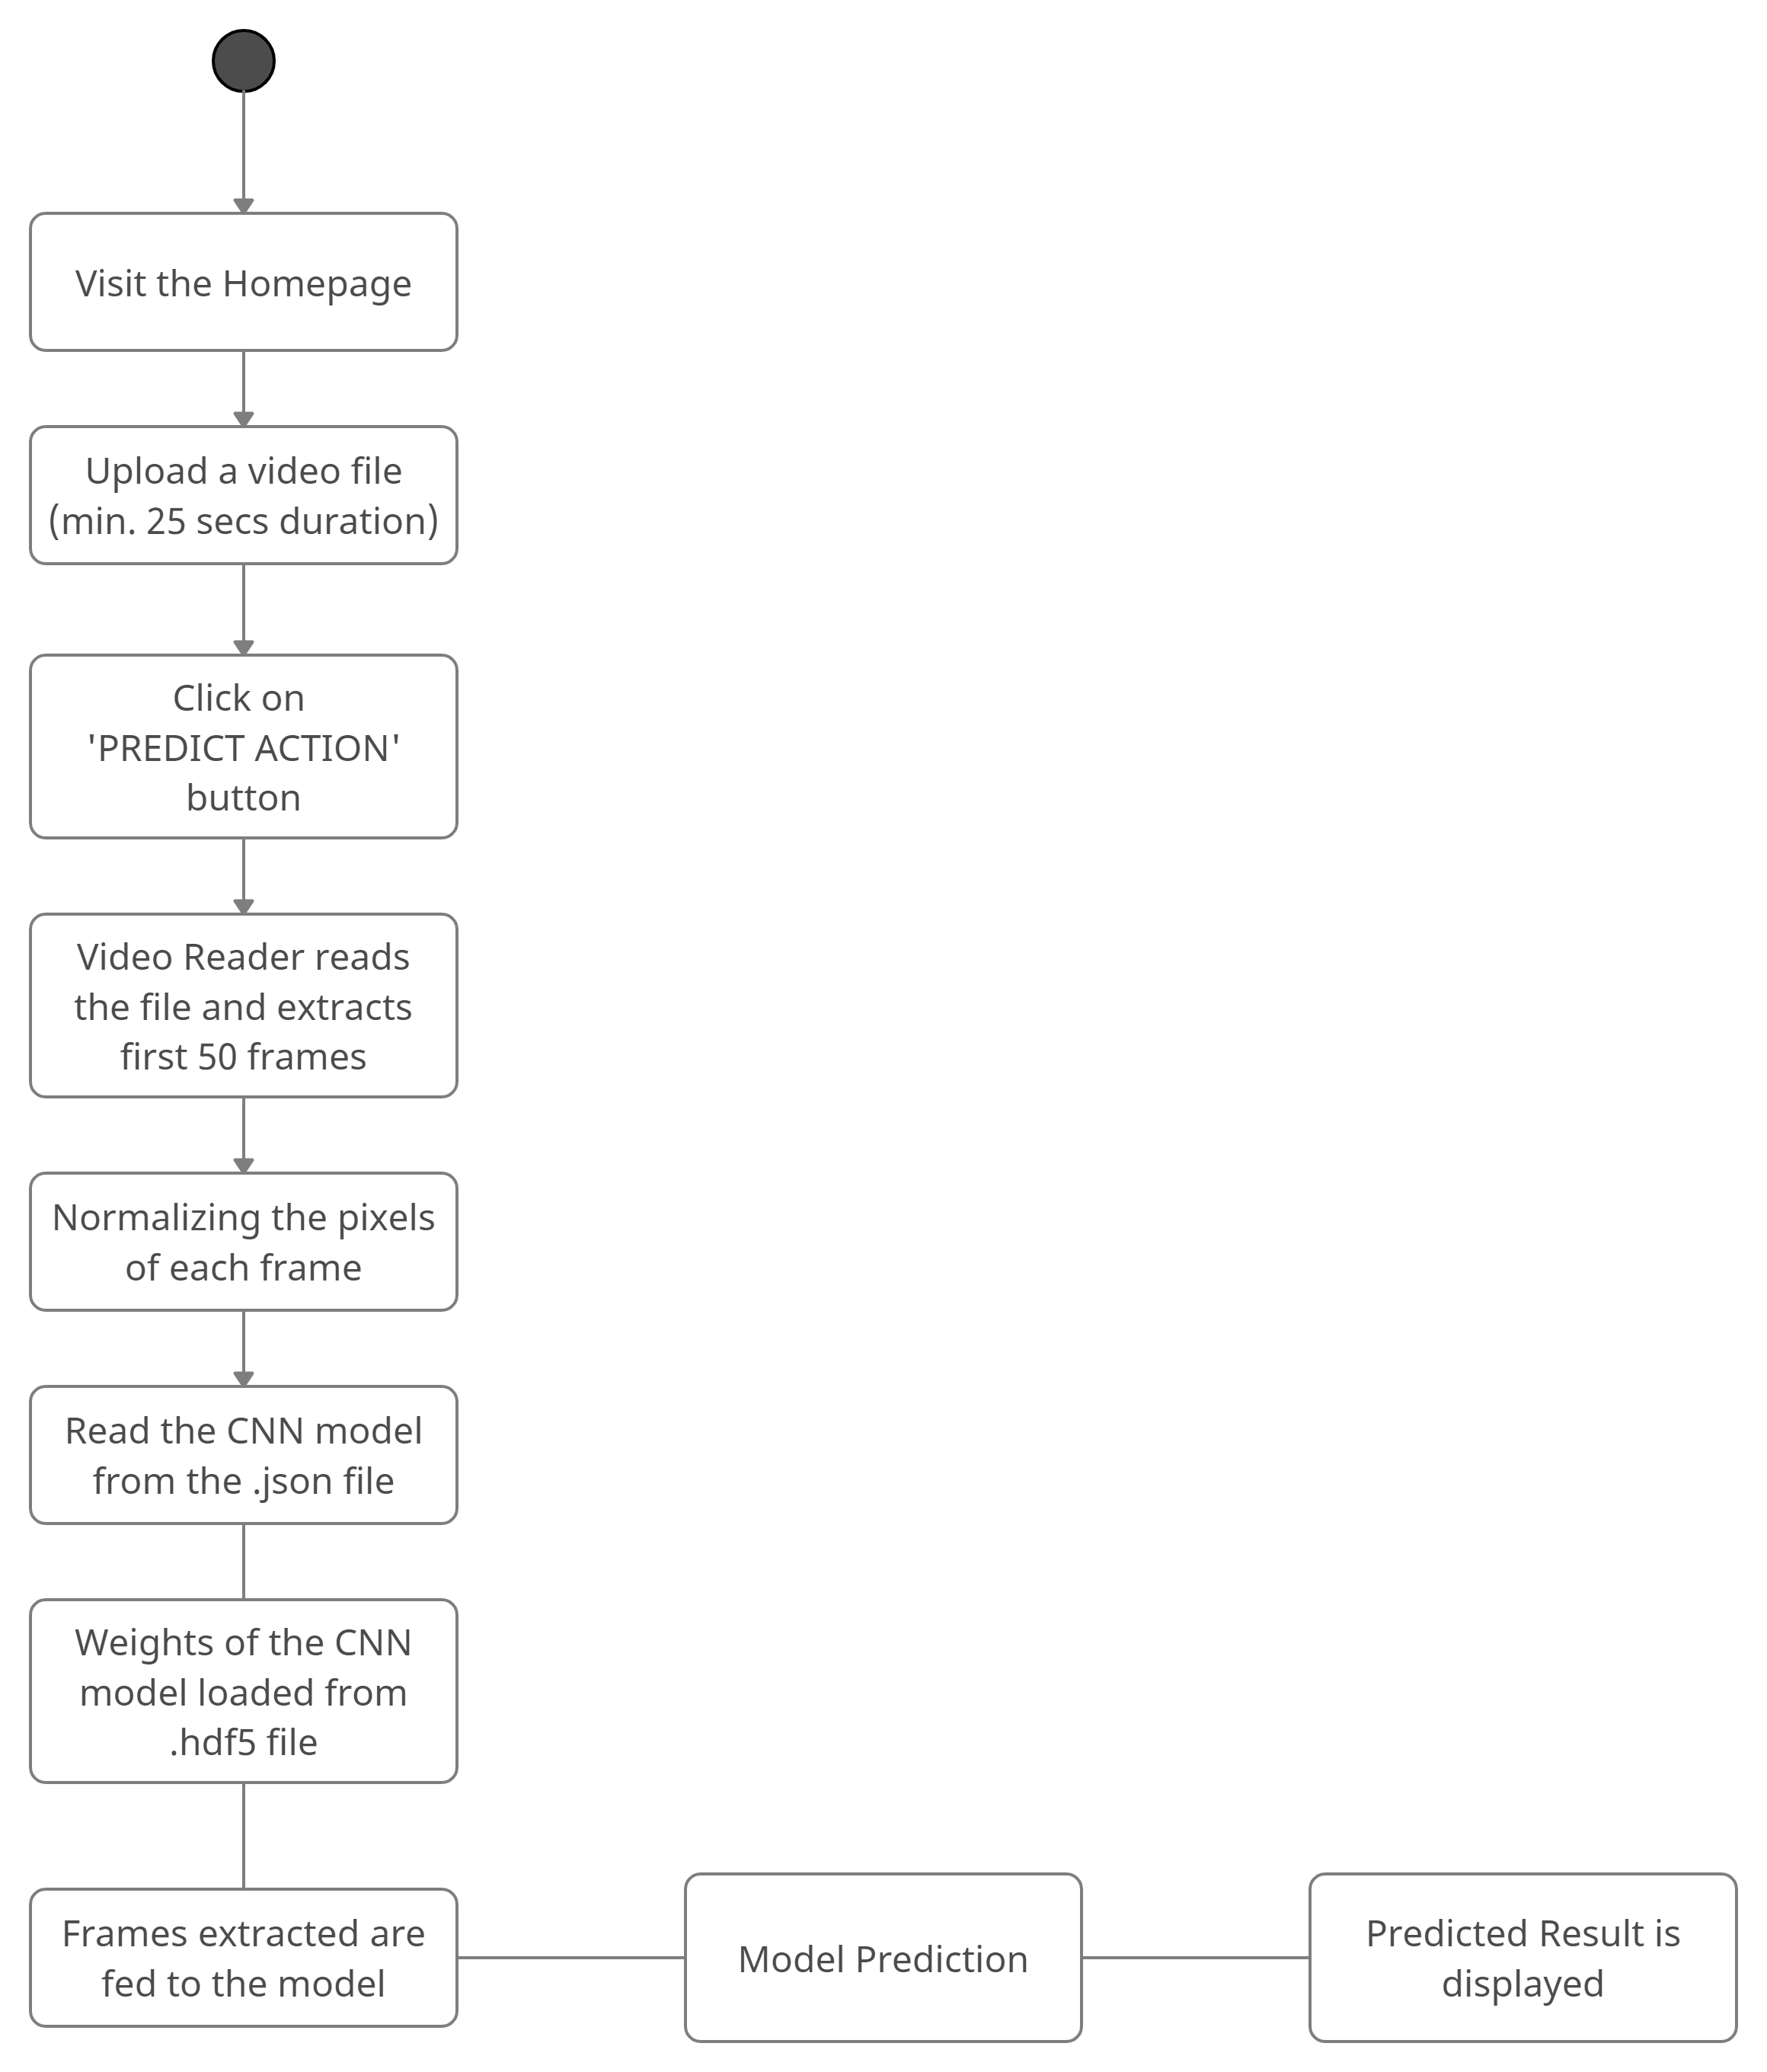 Visit the Homepage
Upload a video file
(min. 25 secs duration)
Click on
'PREDICT ACTION'
button
Video Reader reads
the file and extracts
first 50 frames
Normalizing the pixels
of each frame
Read the CNN model
from the .json file
Weights of the CNN
model loaded from
.hdf5 file
Frames extracted are
fed to the model
Model Prediction
Predicted Result is
displayed